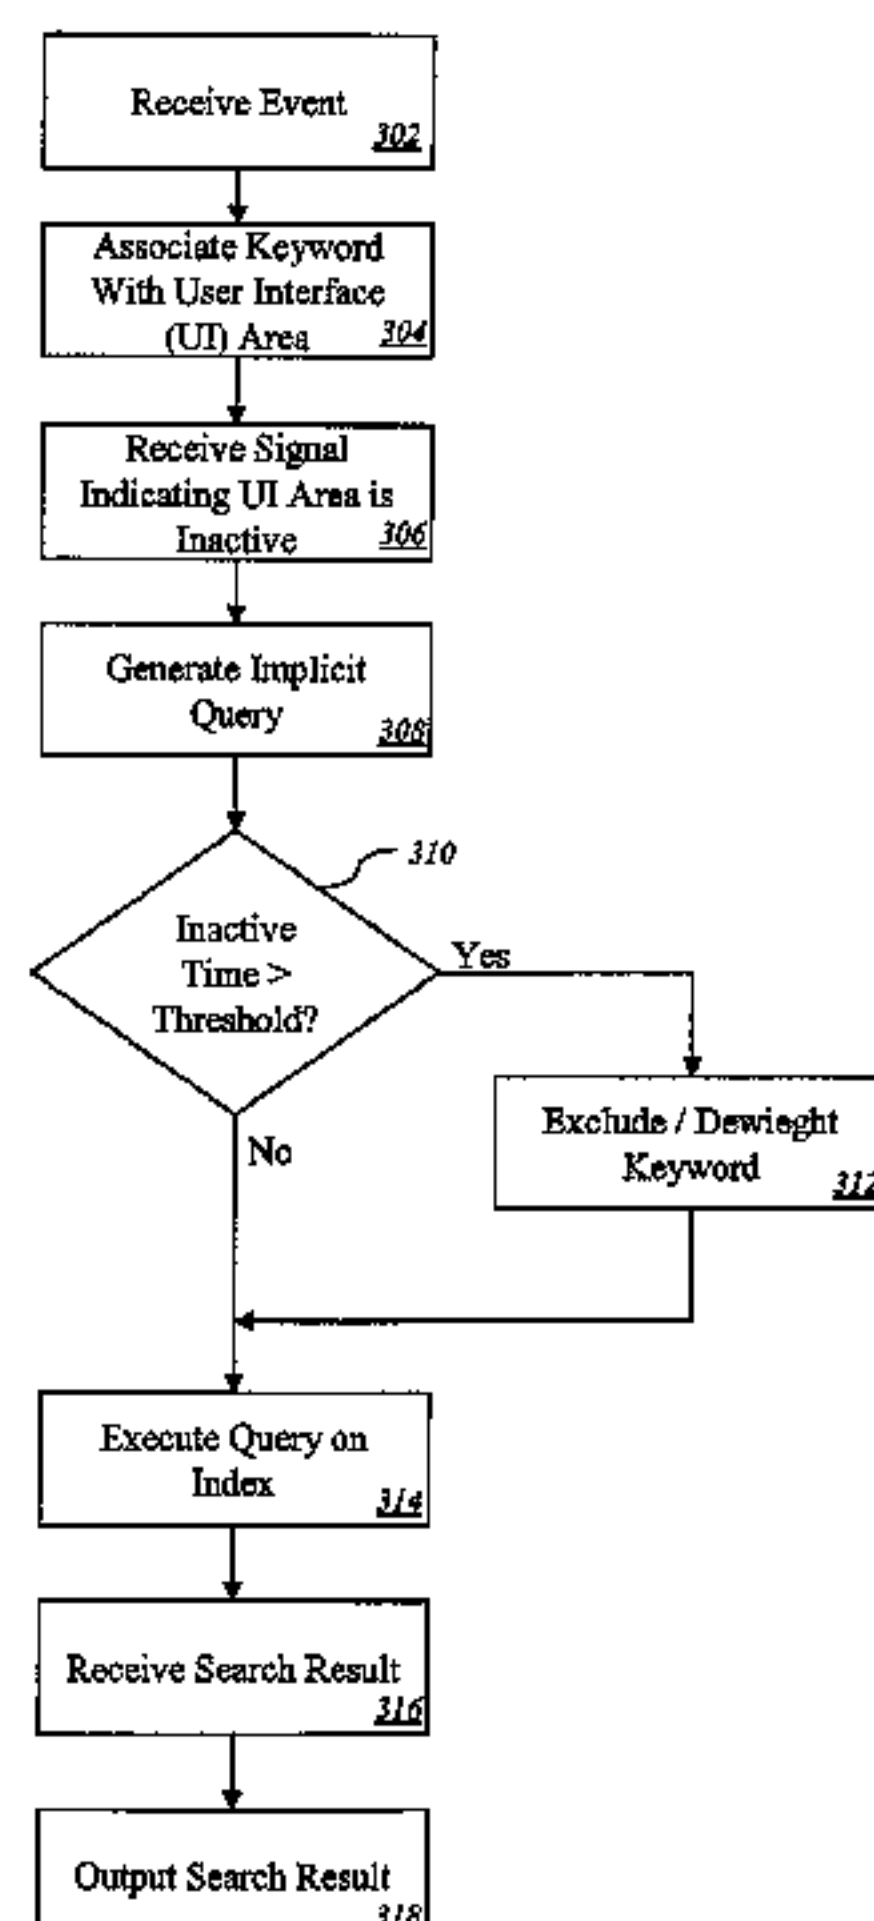 Receive Event
302
Associate Keyword
With User Interface
(UI) Area 304
Receive Signal
Indicating UI Area is
Inactive 306
Generate Implicit
Query 308
310
Inactive
Time >
Threshold?
Yes
No
Exclude / Dewieght
Keyword 312
Execute Query on
Index 314
Receive Search Result
316
Output Search Result
318